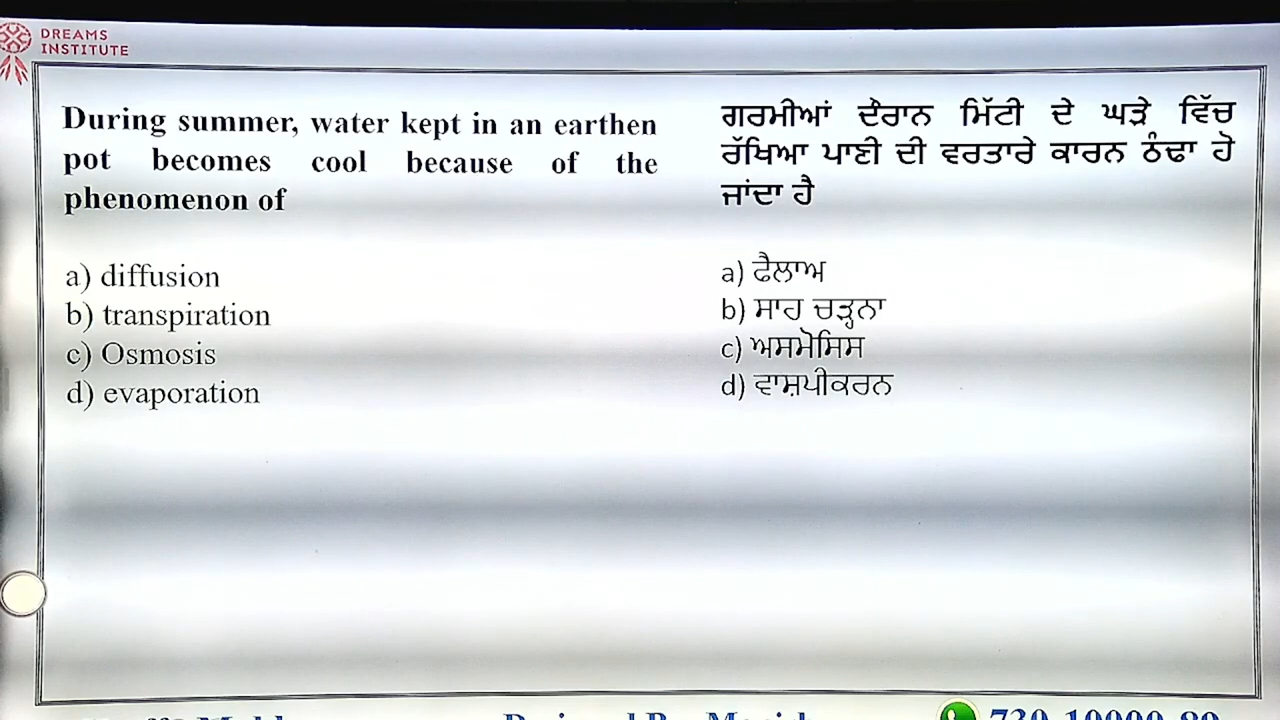 DREAMS
INSTITUTE
During summer, water kept in an earthen
pot becomes cool because of the
phenomenon of
a) diffusion
b) transpiration
c) Osmosis
d) evaporation
ਗਰਮੀਆਂ ਦੌਰਾਨ ਮਿੱਟੀ ਦੇ ਘੜੇ ਵਿੱਚ
ਰੱਖਿਆ ਪਾਣੀ ਦੀ ਵਰਤਾਰੇ ਕਾਰਨ ਠੰਢਾ ਹੋ
ਜਾਂਦਾ ਹੈ
a) ਫੈਲਾਅ
b) ਸਾਹ ਚੜ੍ਹਨਾ
c) ਅਸਮੋਸਿਸ
d) ਵਾਸ਼ਪੀਕਰਨ